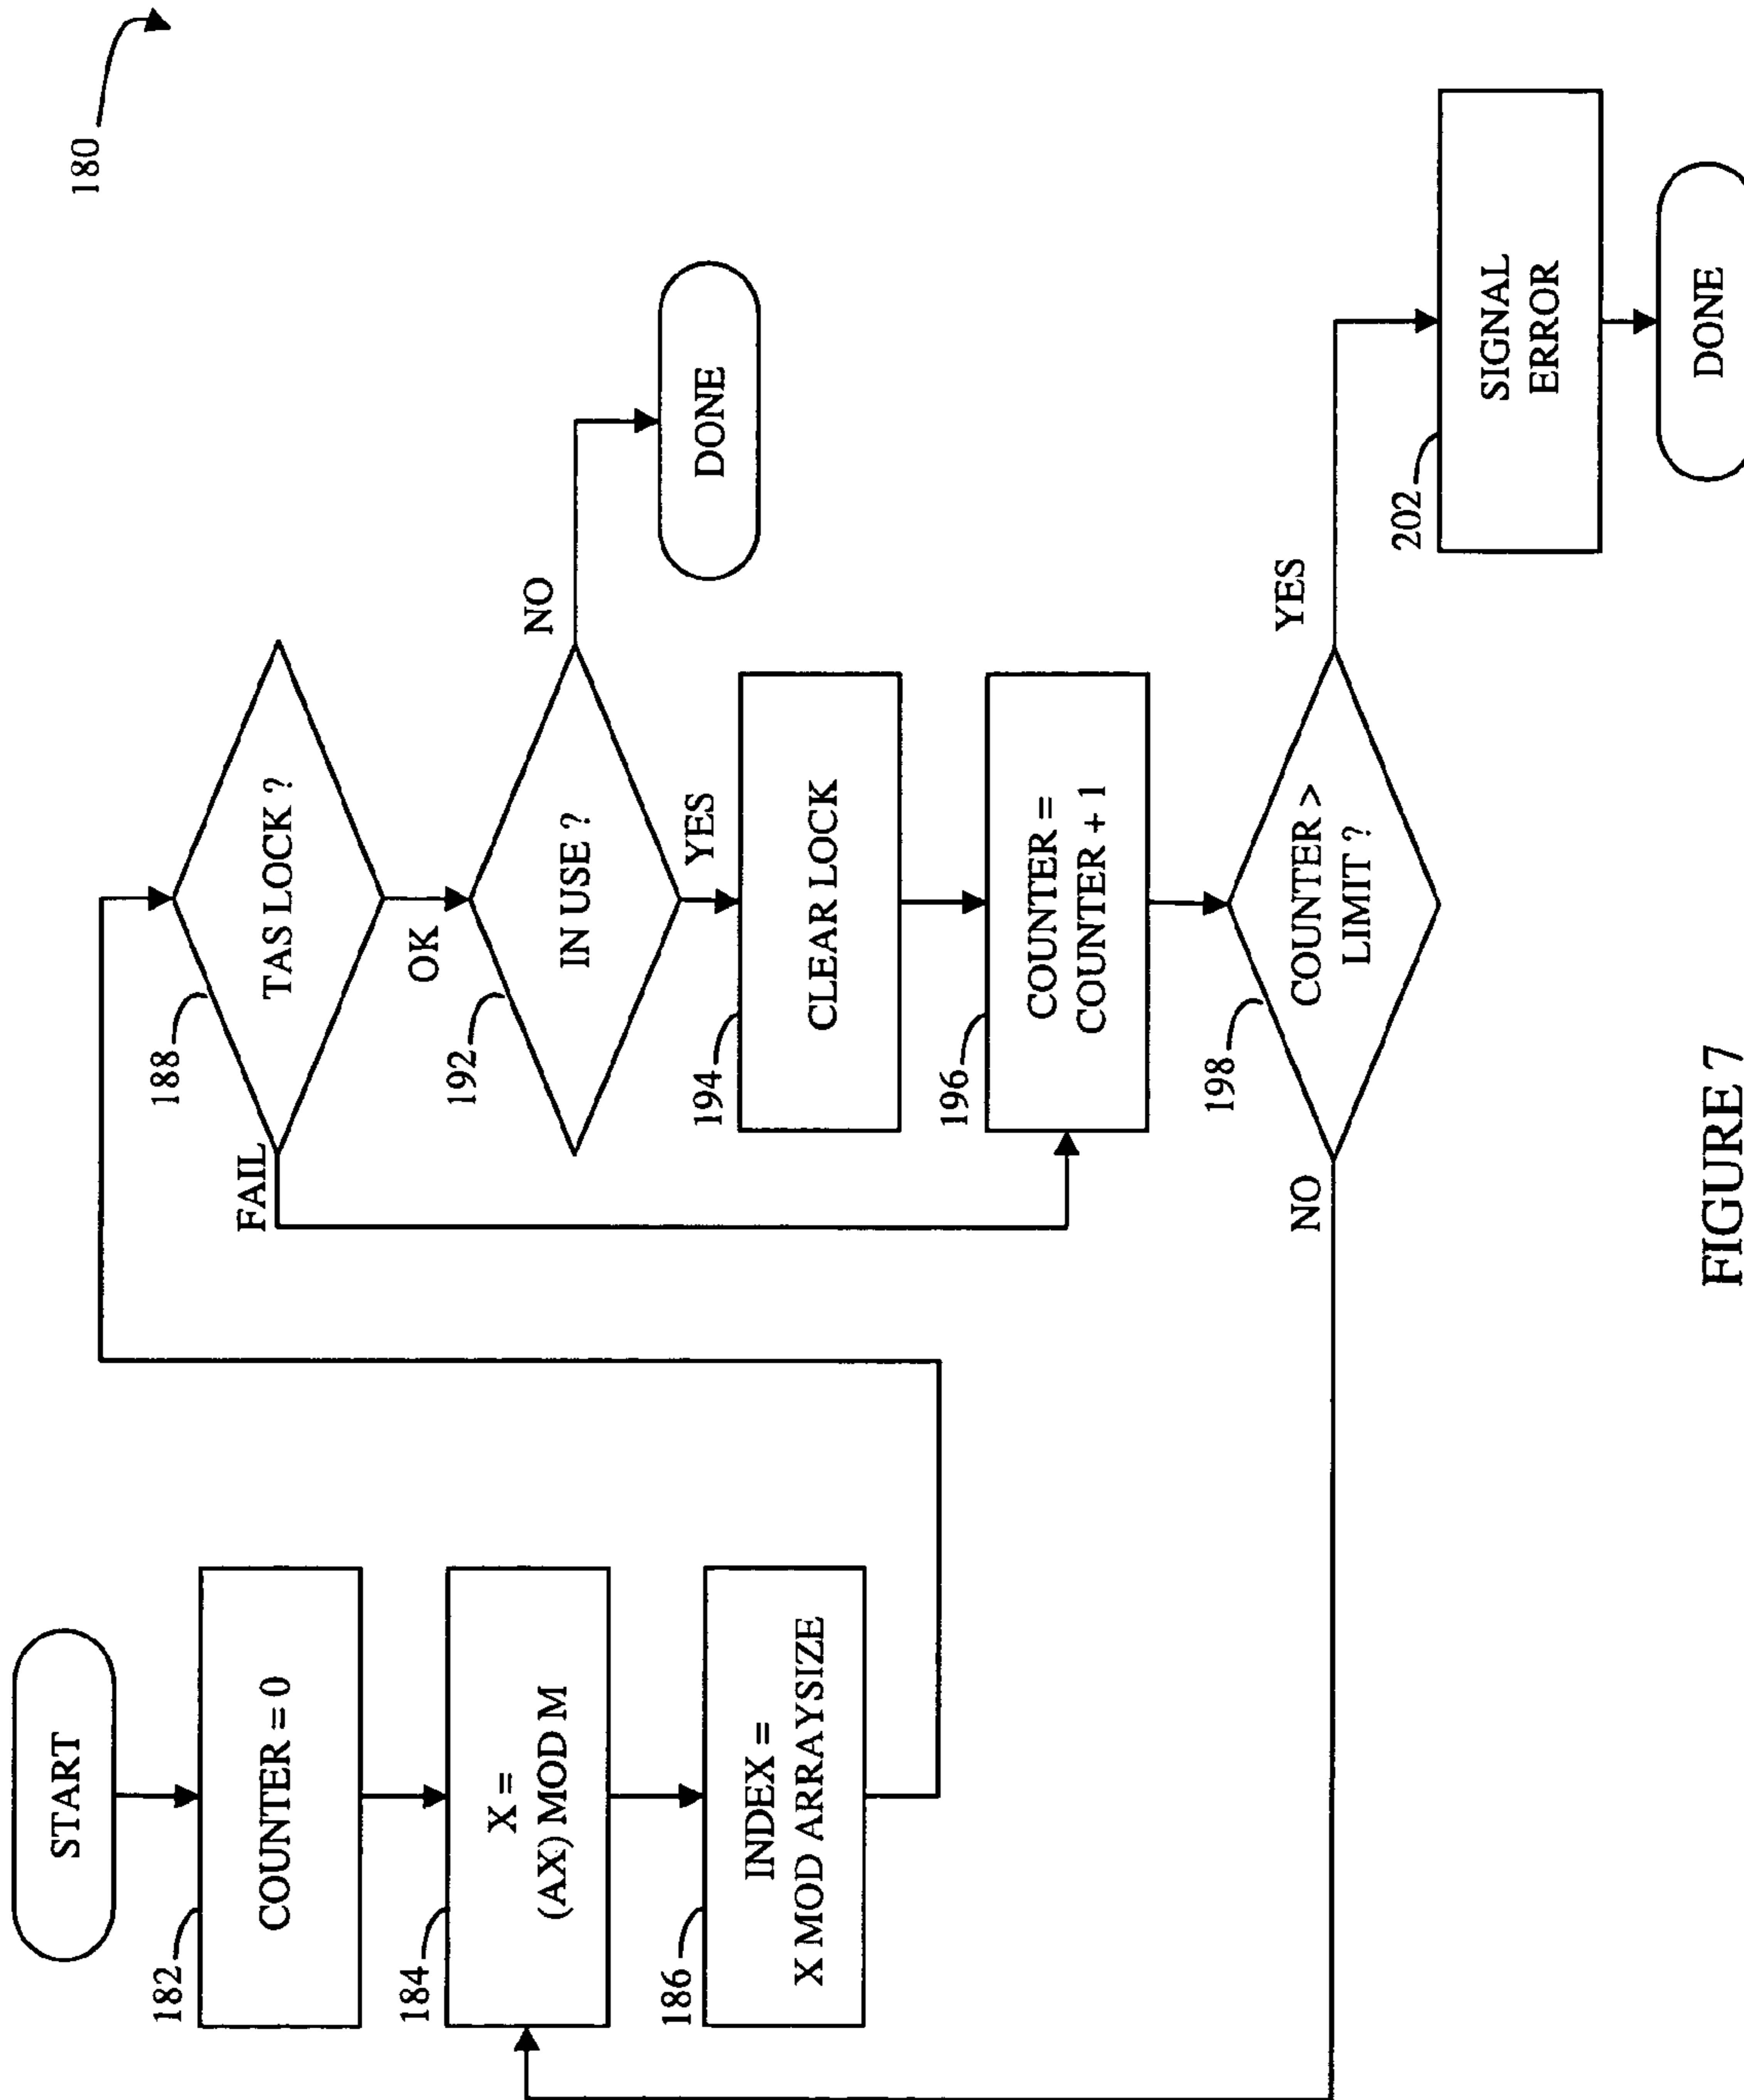 180
START
182
COUNTER = 0
184
X =
(AX) MOD M
186
INDEX =
X MOD ARRAYSIZE
188
TAS LOCK ?
FAIL
OK
192
IN USE ?
NO
DONE
YES
194
CLEAR LOCK
196
COUNTER =
COUNTER + 1
198
COUNTER >
LIMIT ?
NO
YES
202
SIGNAL
ERROR
DONE
FIGURE 7